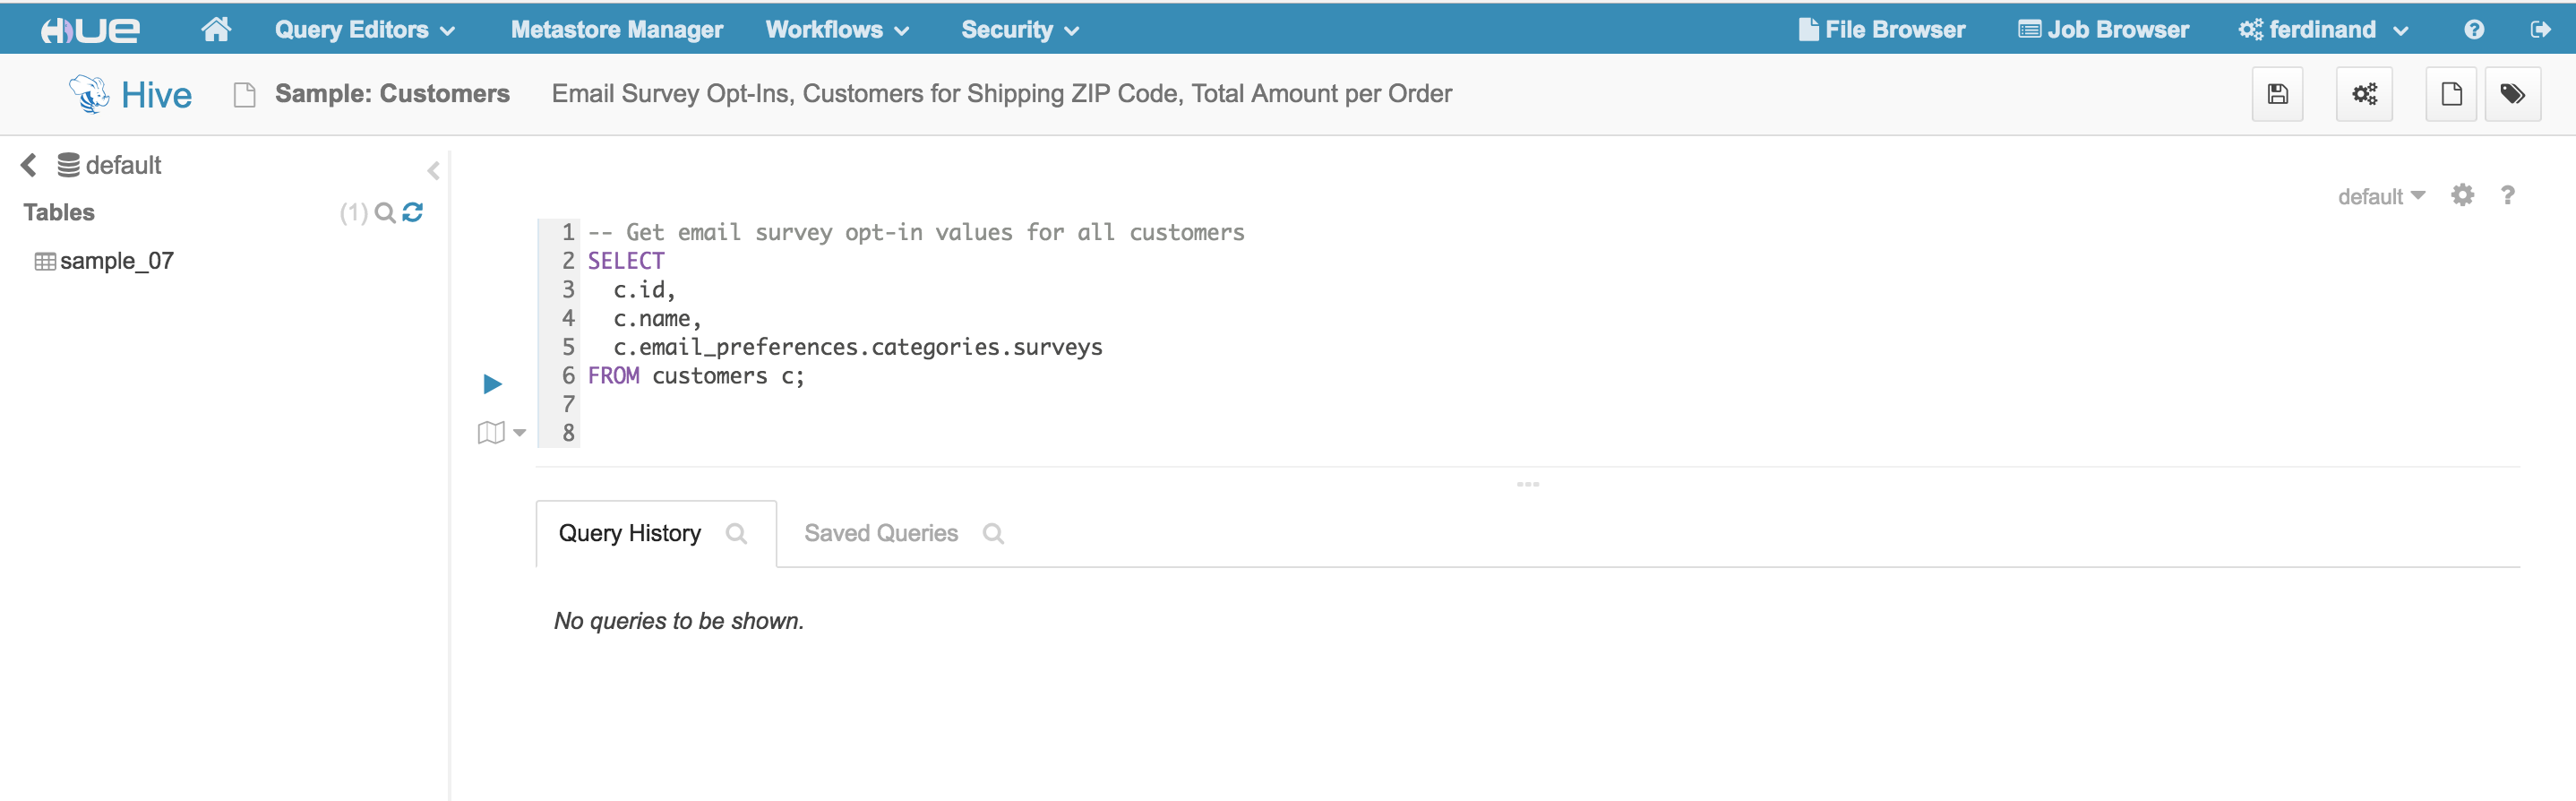 HUE Query Editors Metastore Manager Workflows Security File Browser Job Browser ferdinand ?
Hive Sample: Customers Email Survey Opt-Ins, Customers for Shipping ZIP Code, Total Amount per Order
default
Tables (1)
sample_07
default ?
1 -- Get email survey opt-in values for all customers
2 SELECT
3 c.id,
4 c.name,
5 c.email_preferences.categories.surveys
6 FROM customers c;
7
8
Query History Saved Queries
No queries to be shown.